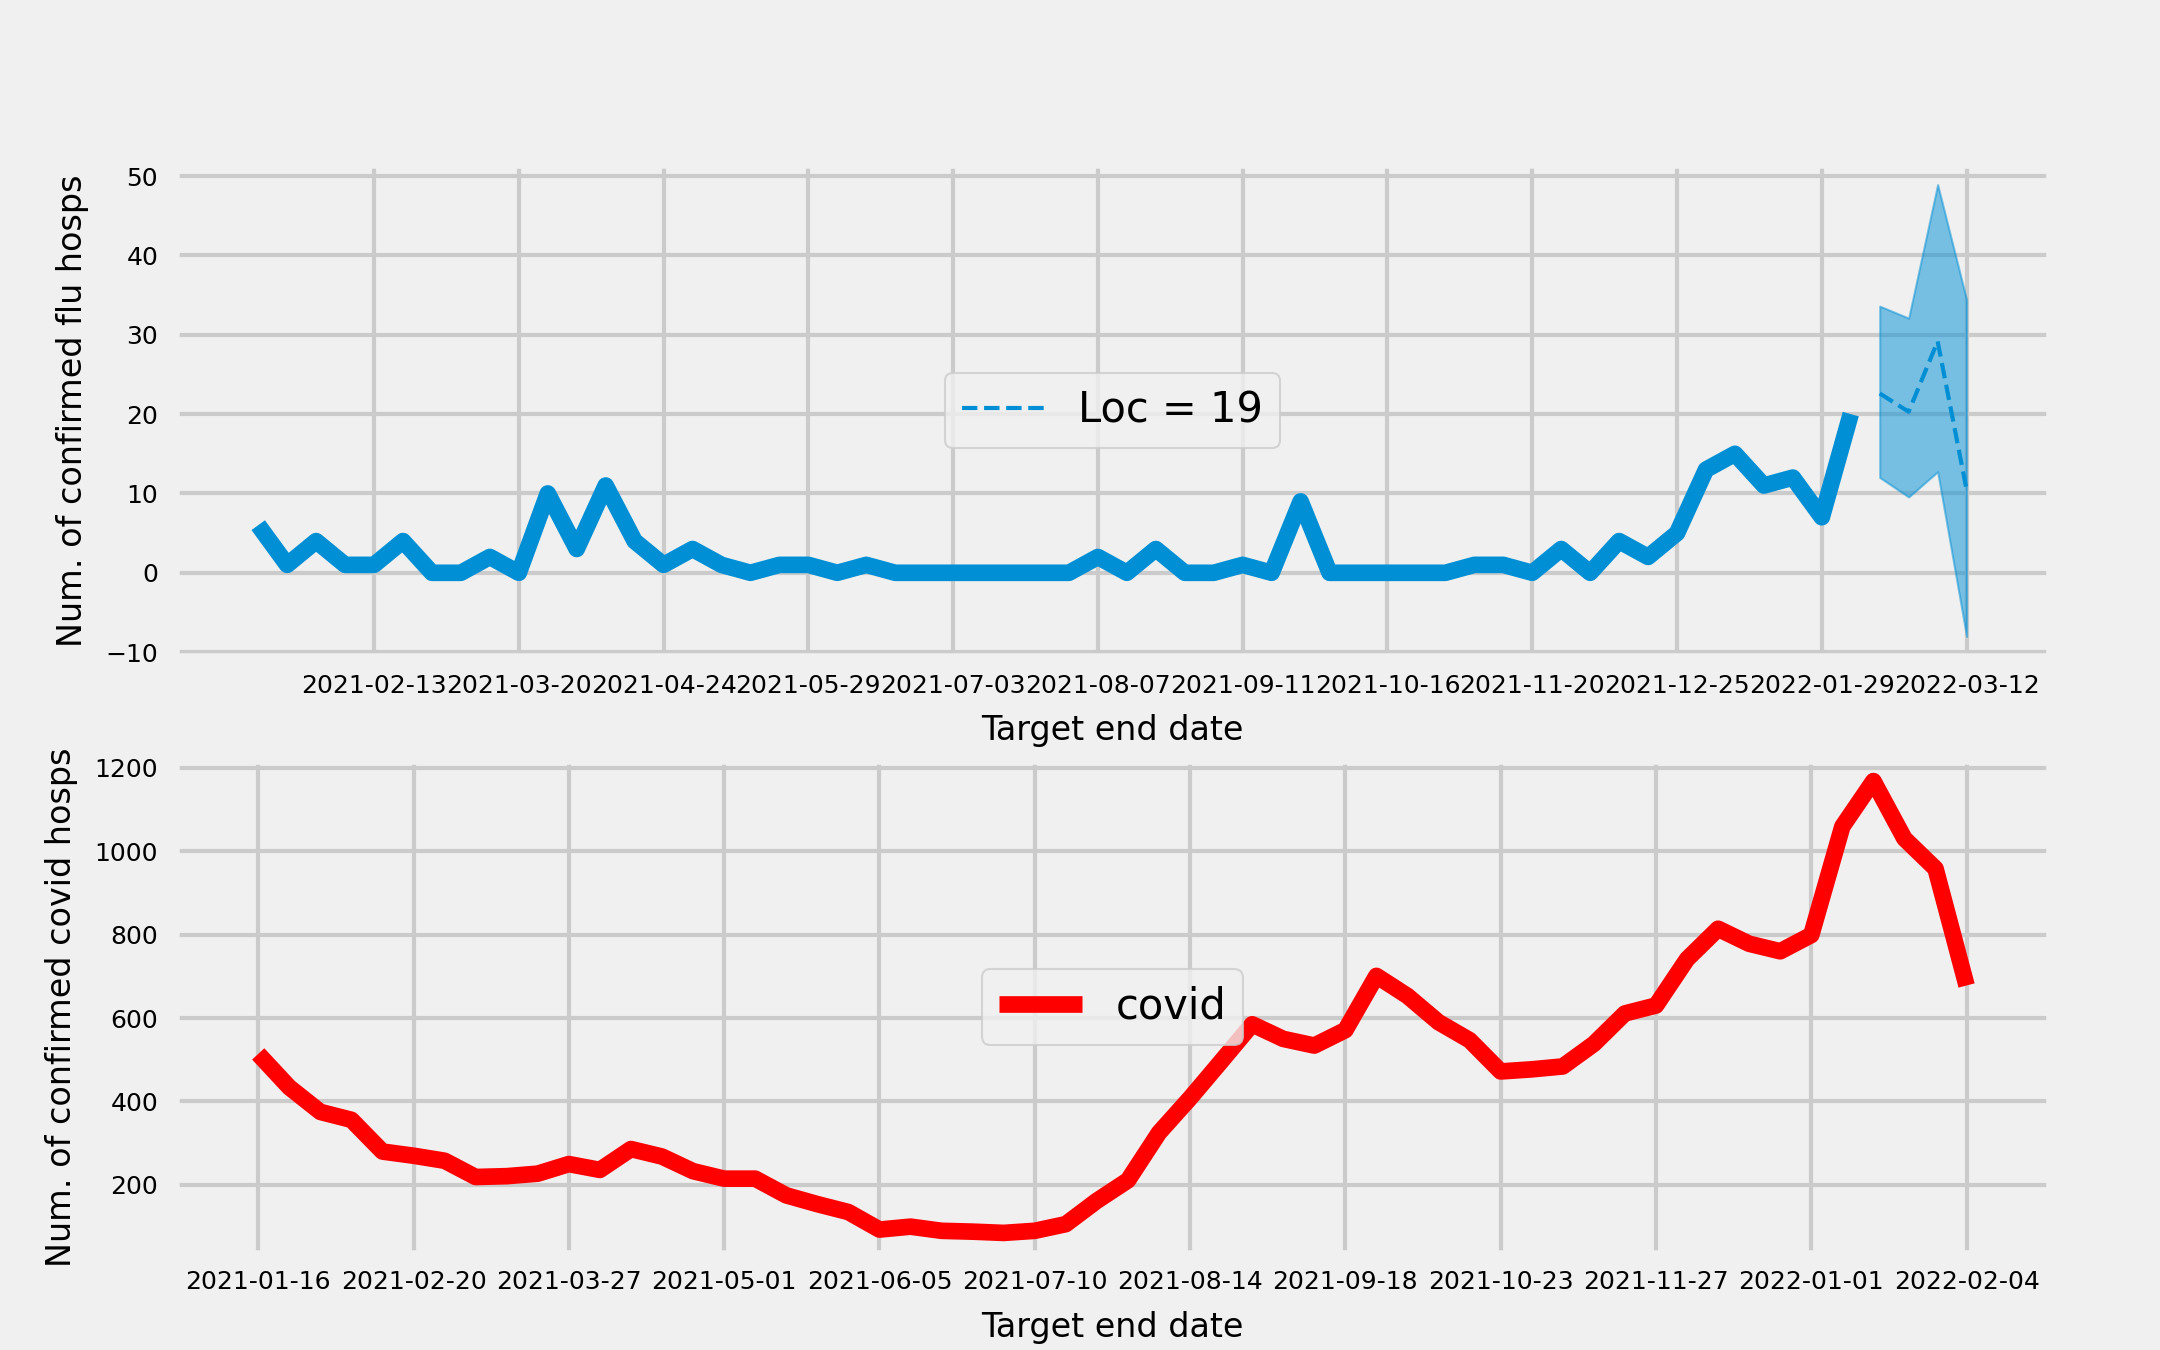 Num. of confirmed flu hosps
50
40
30
20
10
0
−10
Loc = 19
2021-02-13 2021-03-20 2021-04-24 2021-05-29 2021-07-03 2021-08-07 2021-09-11 2021-10-16 2021-11-20 2021-12-25 2022-01-29 2022-03-12
Target end date
Num. of confirmed covid hosps
1200
1000
800
600
400
200
covid
2021-01-16 2021-02-20 2021-03-27 2021-05-01 2021-06-05 2021-07-10 2021-08-14 2021-09-18 2021-10-23 2021-11-27 2022-01-01 2022-02-04
Target end date